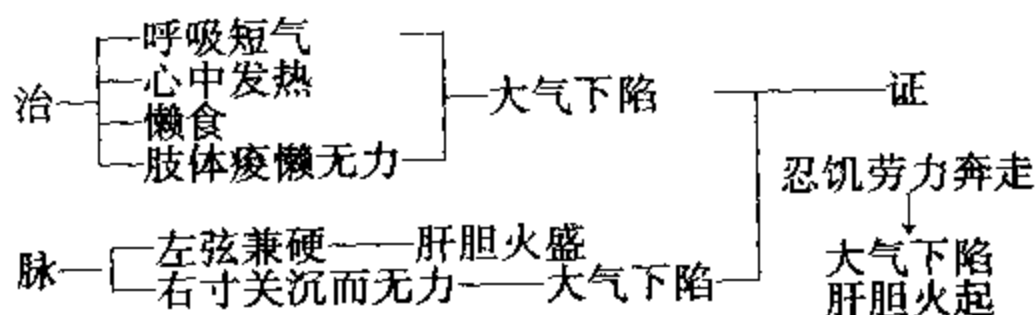 治
呼吸短气
心中发热
懒食
肢体痠懒无力
大气下陷
证
忍饥劳力奔走
大气下陷
肝胆火起
脉
左弦兼硬
肝胆火盛
右寸关沉而无力
大气下陷